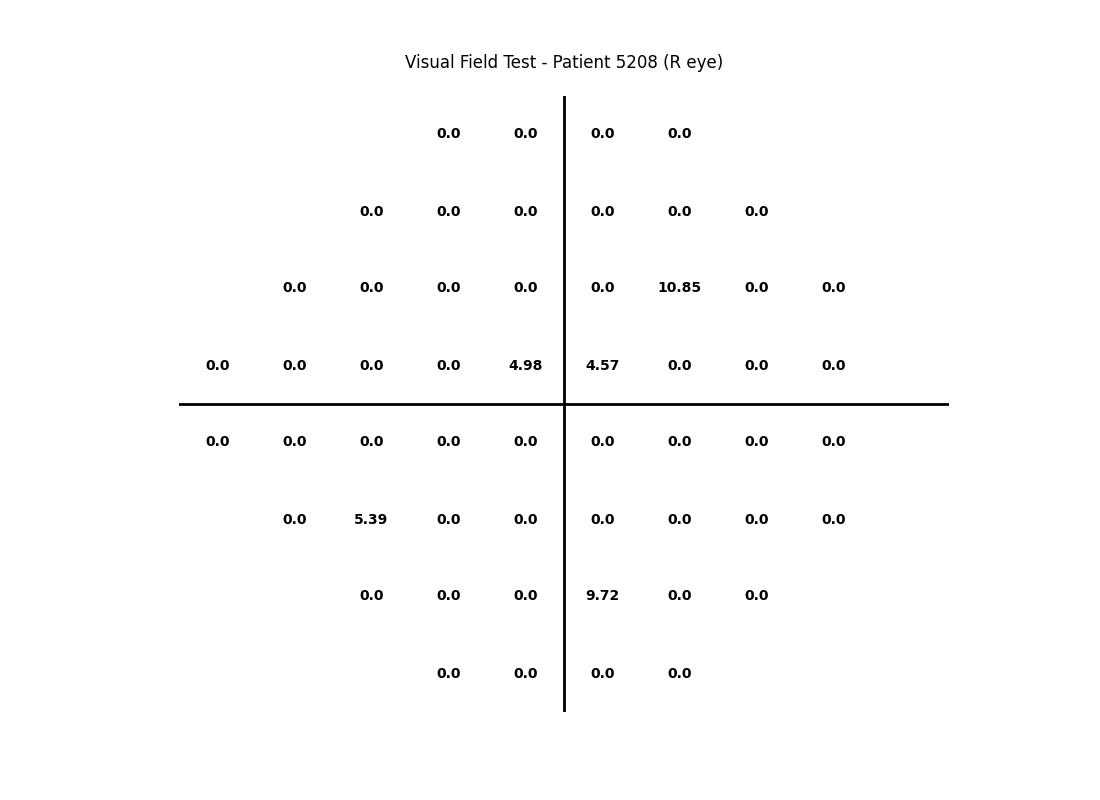 Visual Field Test - Patient 5208 (R eye)
0.0 0.0 0.0 0.0
0.0 0.0 0.0 0.0 0.0 0.0
0.0 0.0 0.0 0.0 0.0 10.85 0.0 0.0
0.0 0.0 0.0 0.0 4.98 4.57 0.0 0.0 0.0
0.0 0.0 0.0 0.0 0.0 0.0 0.0 0.0 0.0
0.0 5.39 0.0 0.0 0.0 0.0 0.0 0.0
0.0 0.0 0.0 9.72 0.0 0.0
0.0 0.0 0.0 0.0